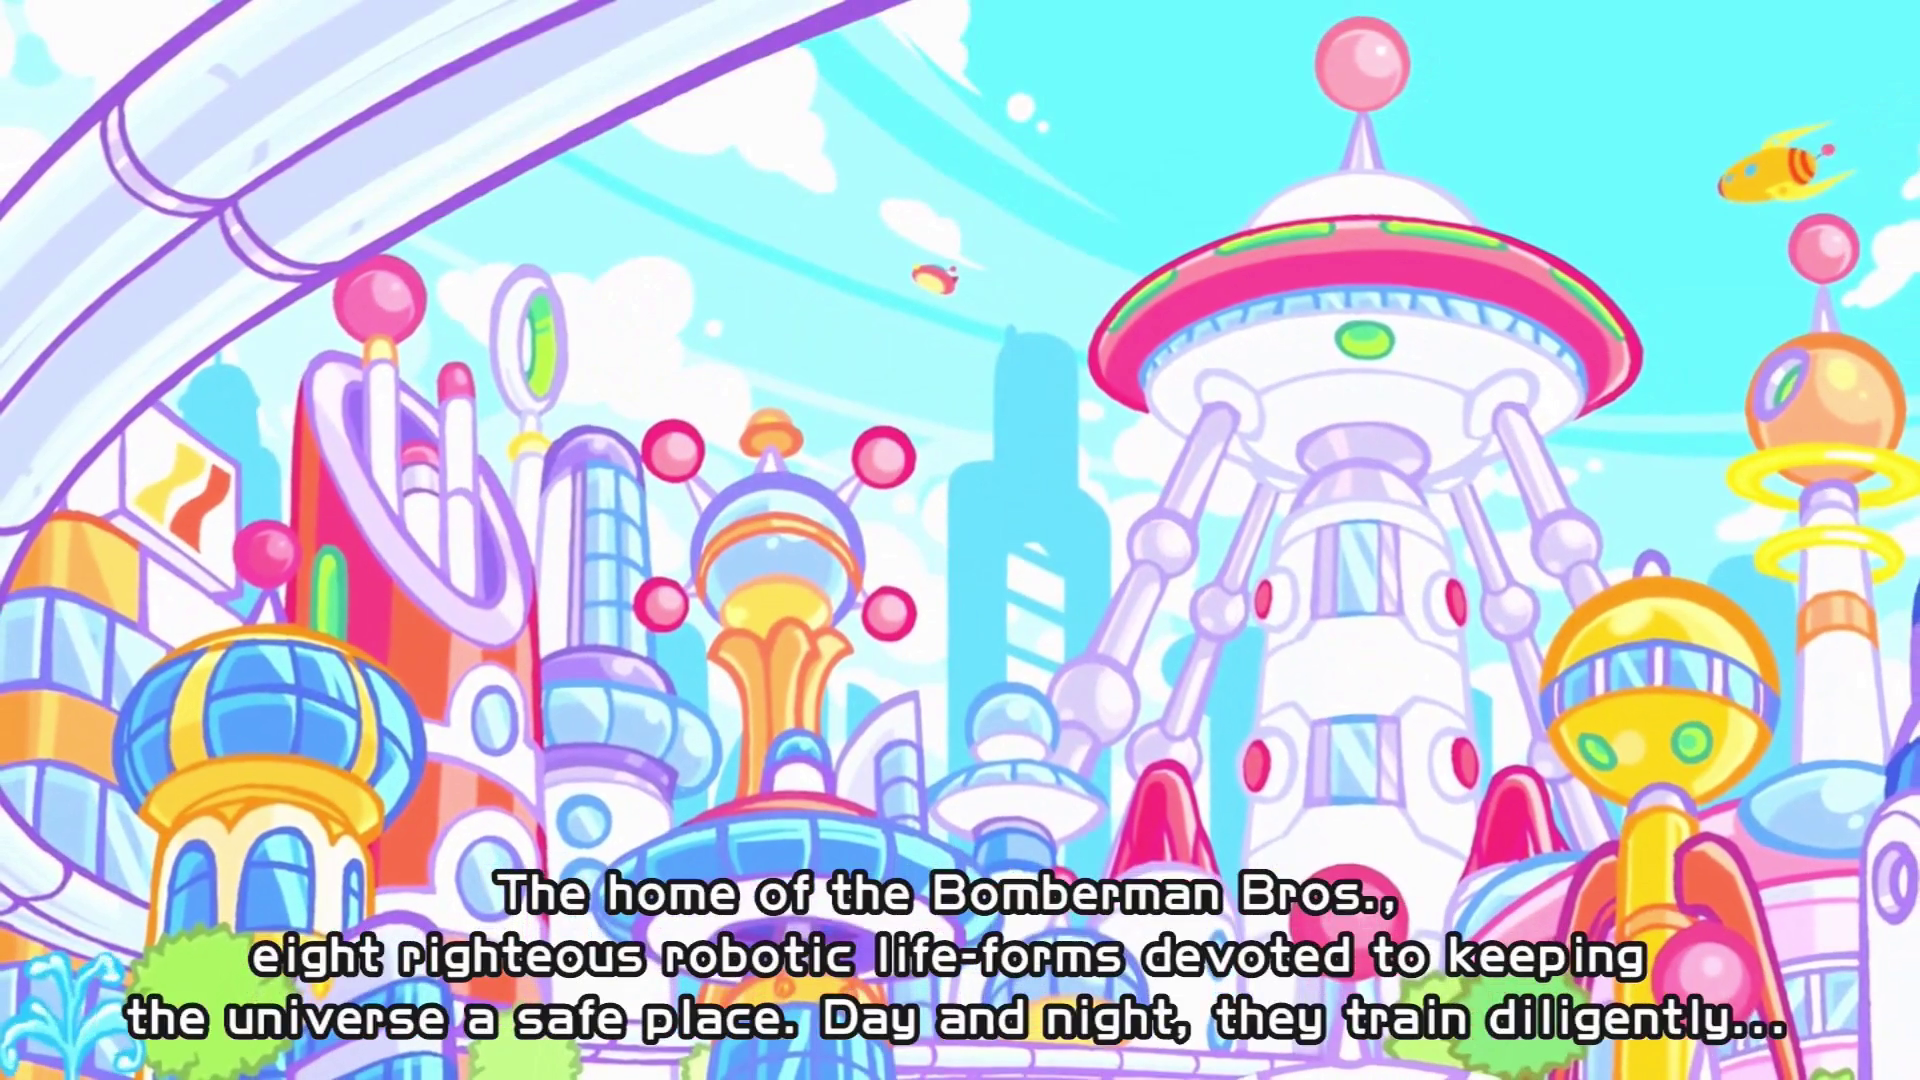 The home of the Bomberman Bros.,
eight righteous robotic life-forms devoted to keeping
the universe a safe place. Day and night, they train diligently...